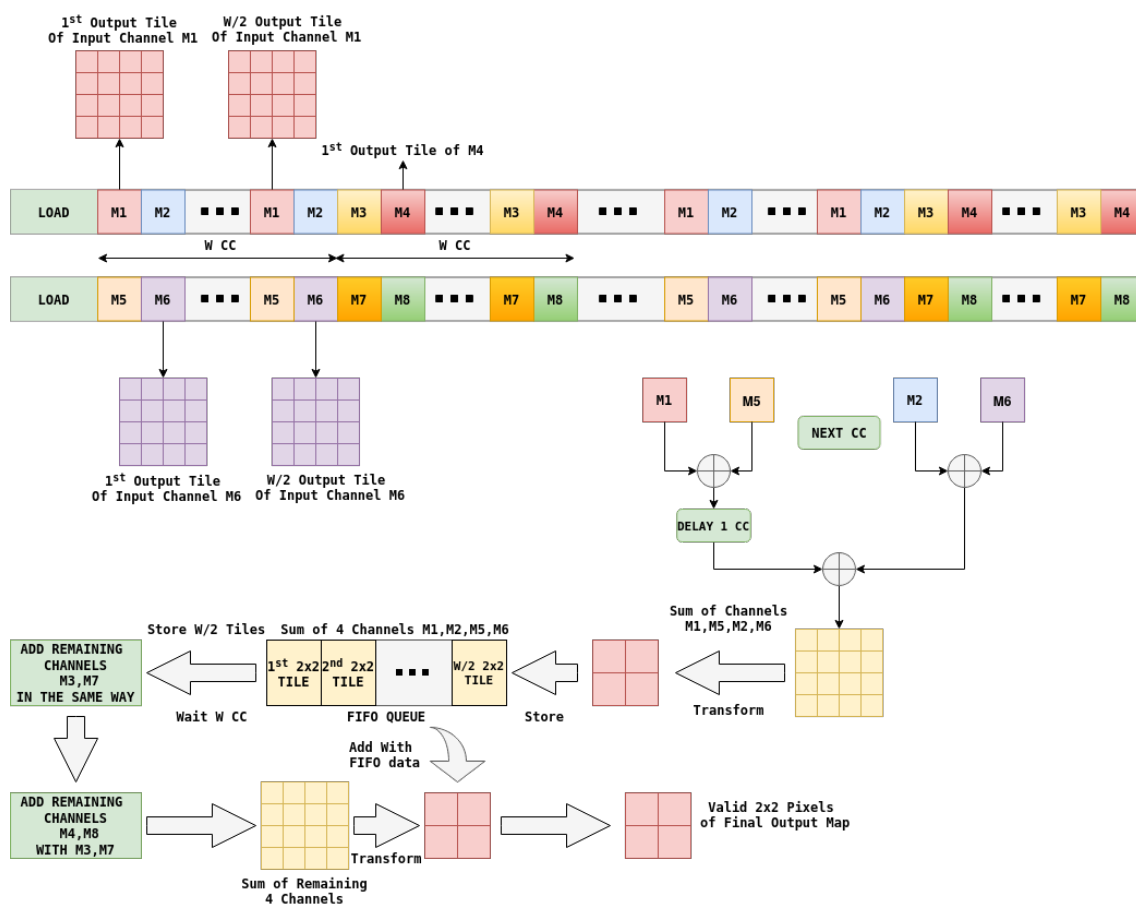 1st Output Tile
Of Input Channel M1
W/2 Output Tile
Of Input Channel M1
1st Output Tile of M4
LOAD M1 M2 ■ ■ ■ M1 M2 M3 M4 ■ ■ ■ M3 M4 ■ ■ ■ M1 M2 ■ ■ ■ M1 M2 M3 M4 ■ ■ ■ M3 M4
W CC W CC
LOAD M5 M6 ■ ■ ■ M5 M6 M7 M8 ■ ■ ■ M7 M8 ■ ■ ■ M5 M6 ■ ■ ■ M5 M6 M7 M8 ■ ■ ■ M7 M8
1st Output Tile
Of Input Channel M6
W/2 Output Tile
Of Input Channel M6
M1 M5 NEXT CC M2 M6
DELAY 1 CC
Sum of Channels
M1,M5,M2,M6
Transform
Store
Store W/2 Tiles
Sum of 4 Channels M1,M2,M5,M6
1st 2x2
TILE
2nd 2x2
TILE
■ ■ ■
W/2 2x2
TILE
FIFO QUEUE
Wait W CC
ADD REMAINING
CHANNELS
M3,M7
IN THE SAME WAY
Add With
FIFO data
ADD REMAINING
CHANNELS
M4,M8
WITH M3,M7
Sum of Remaining
4 Channels
Transform
Valid 2x2 Pixels
of Final Output Map